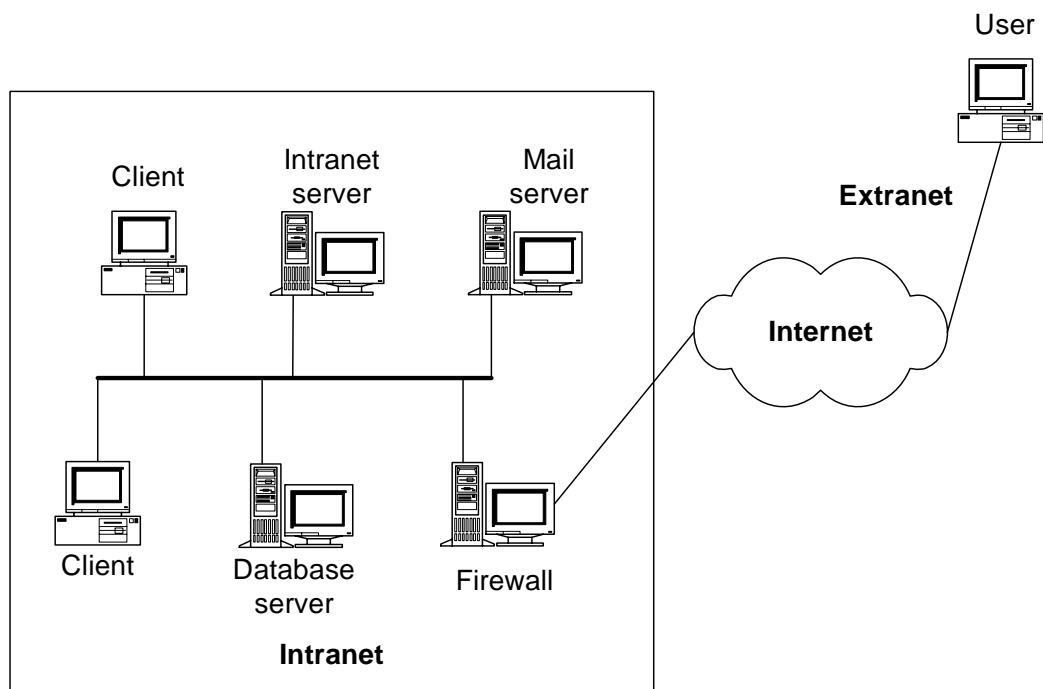 User
Client
Intranet
server
Mail
server
Extranet
Internet
Client
Database
server
Firewall
Intranet